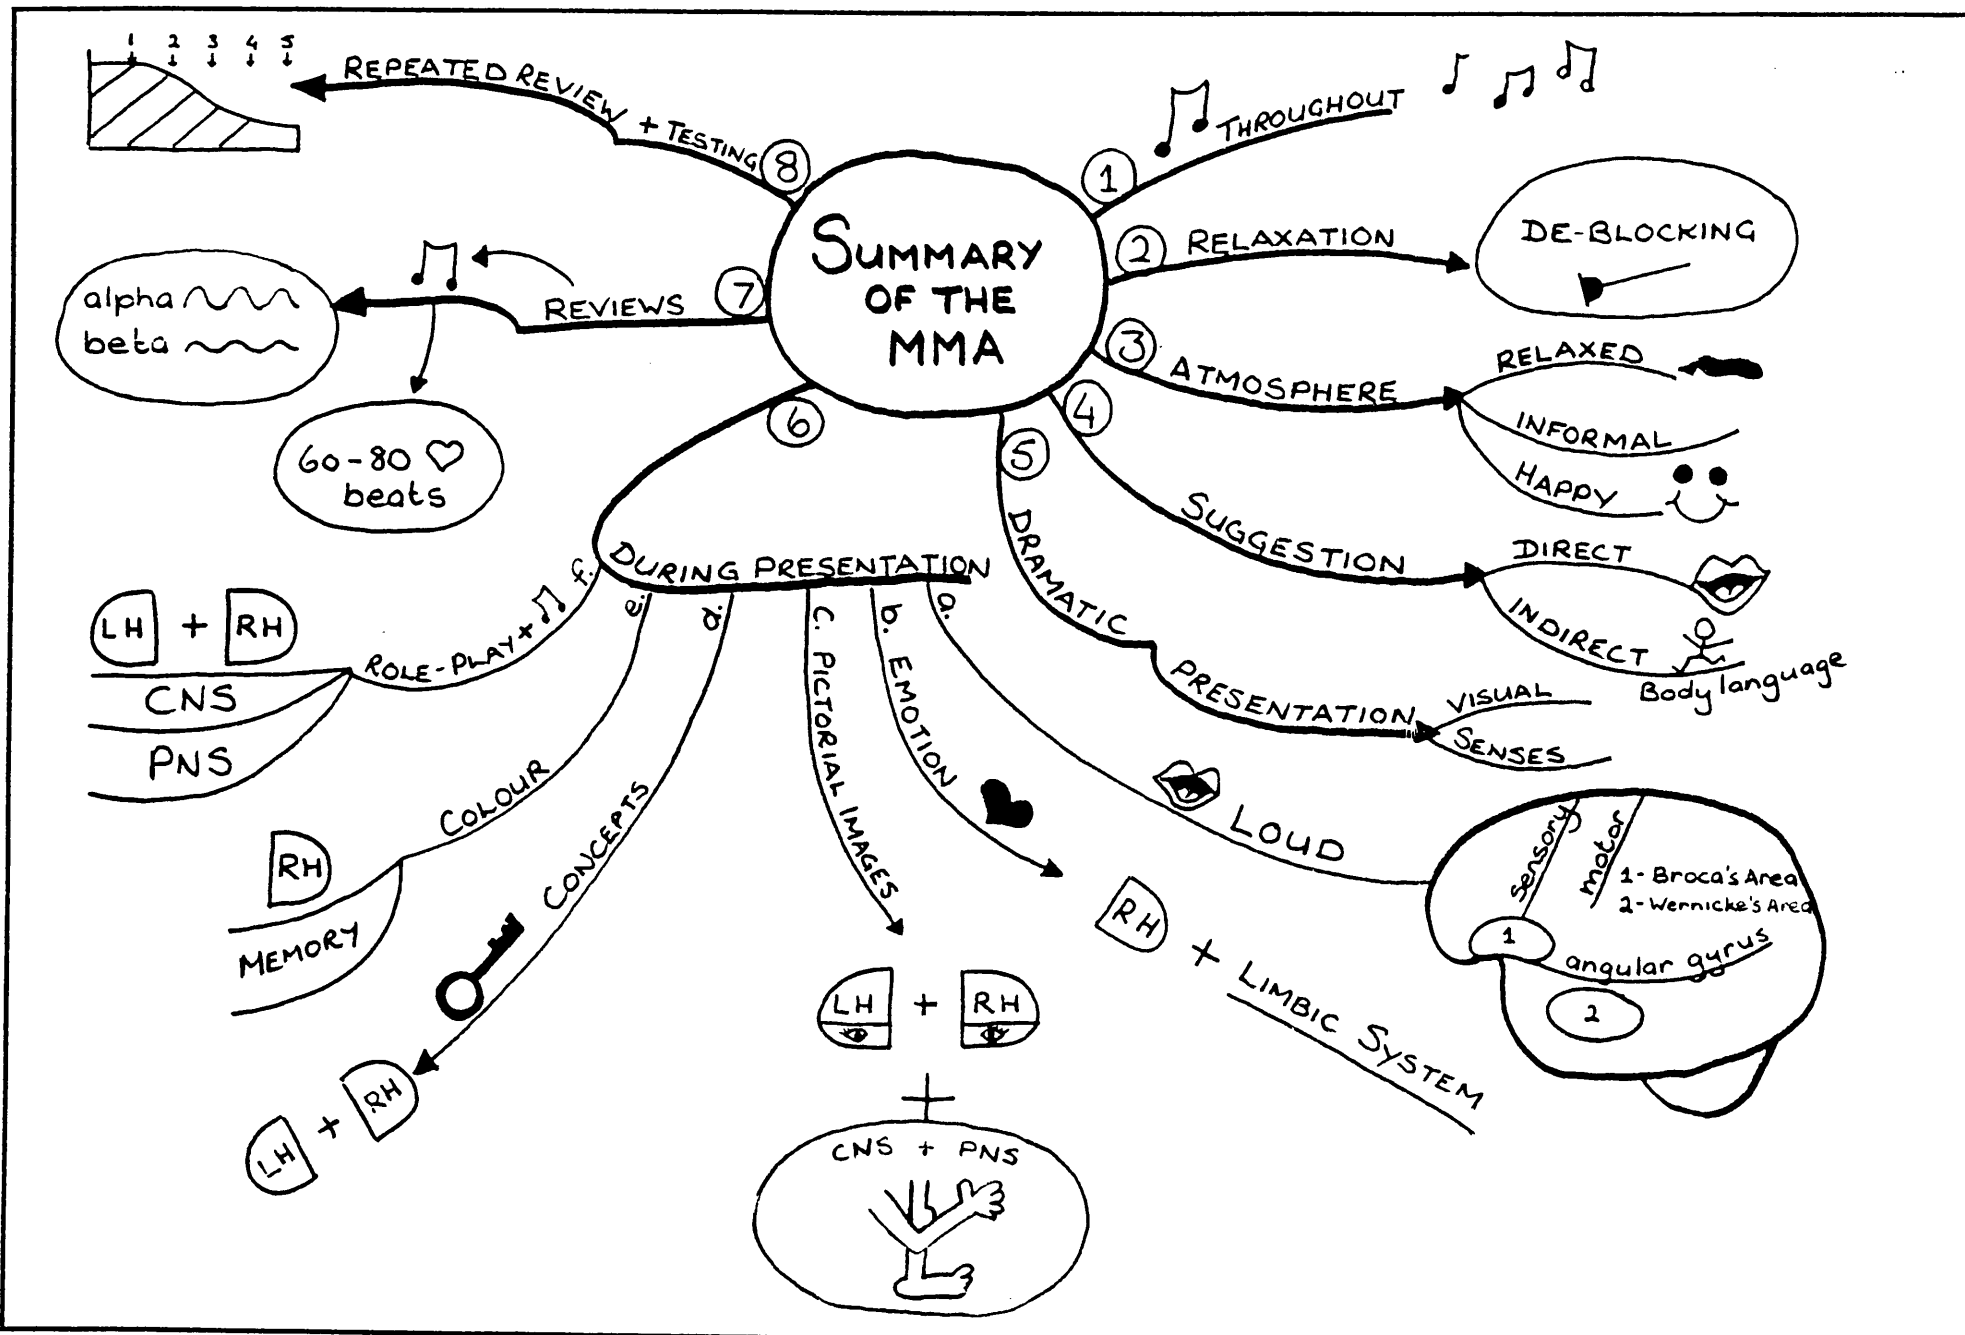 SUMMARY
OF THE
MMA
1
THROUGHOUT
2
RELAXATION
DE-BLOCKING
3
ATMOSPHERE
RELAXED
INFORMAL
HAPPY
4
SUGGESTION
DIRECT
INDIRECT
Body language
5
DRAMATIC
PRESENTATION
VISUAL
SENSES
6
DURING PRESENTATION
a.
LOUD
sensory
motor
1- Broca's Area
2- Wernicke's Area
1
angular gyrus
2
b. EMOTION
RH + LIMBIC SYSTEM
c. PICTORIAL IMAGES
LH + RH
+
CNS + PNS
d.
CONCEPTS
LH + RH
e.
COLOUR
RH
MEMORY
f.
ROLE-PLAY +
LH + RH
CNS
PNS
7
REVIEWS
alpha
beta
60-80
beats
8
REPEATED REVIEW + TESTING
1 2 3 4 5